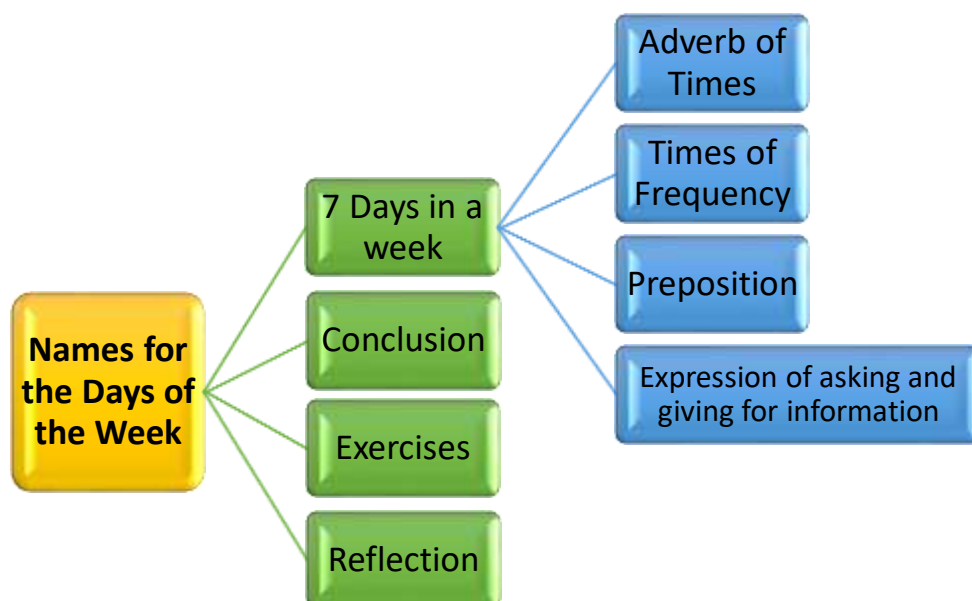 Names for
the Days of
the Week
7 Days in a
week
Conclusion
Exercises
Reflection
Adverb of
Times
Times of
Frequency
Preposition
Expression of asking and
giving for information